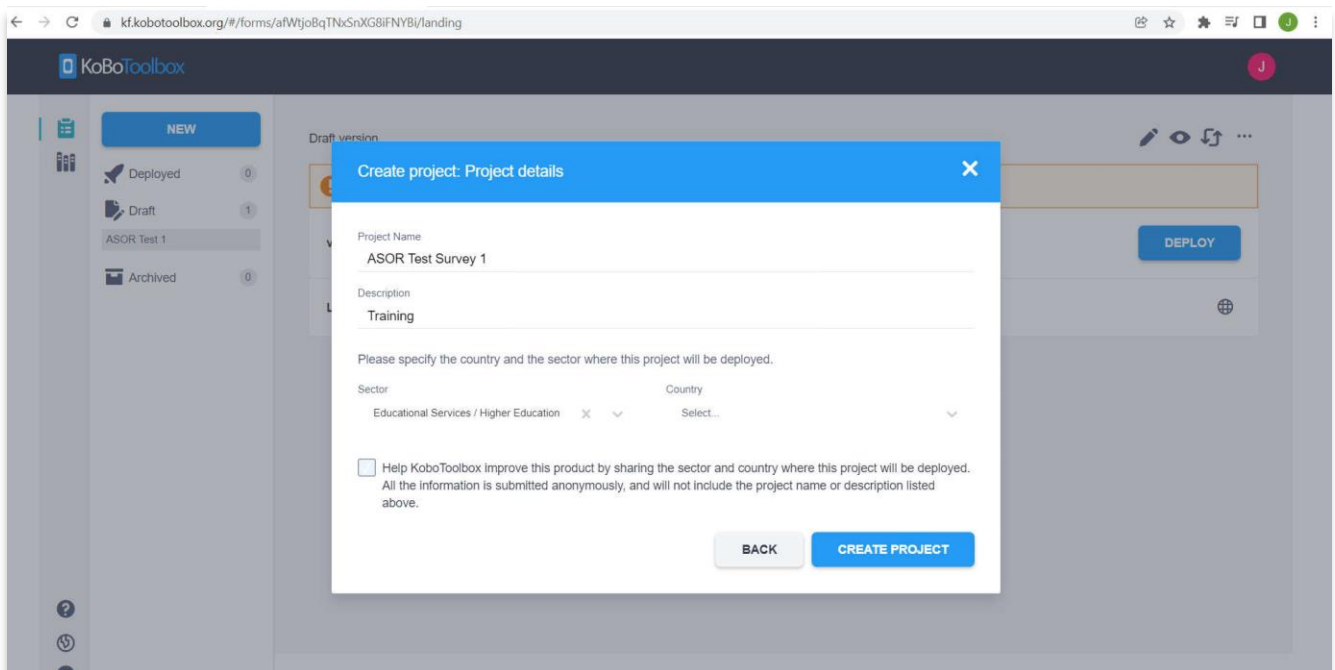 kf.kobotoolbox.org/#/forms/afWtjoBqTNxSnXG8iFNYBi/landing
J
KoBoToolbox
J
NEW
Deployed 0
Draft 1
ASOR Test 1
Archived 0
Draft version
DEPLOY
Create project: Project details
Project Name
ASOR Test Survey 1
Description
Training
Please specify the country and the sector where this project will be deployed.
Sector Country
Educational Services / Higher Education Select...
Help KoboToolbox improve this product by sharing the sector and country where this project will be deployed.
All the information is submitted anonymously, and will not include the project name or description listed
above.
BACK CREATE PROJECT